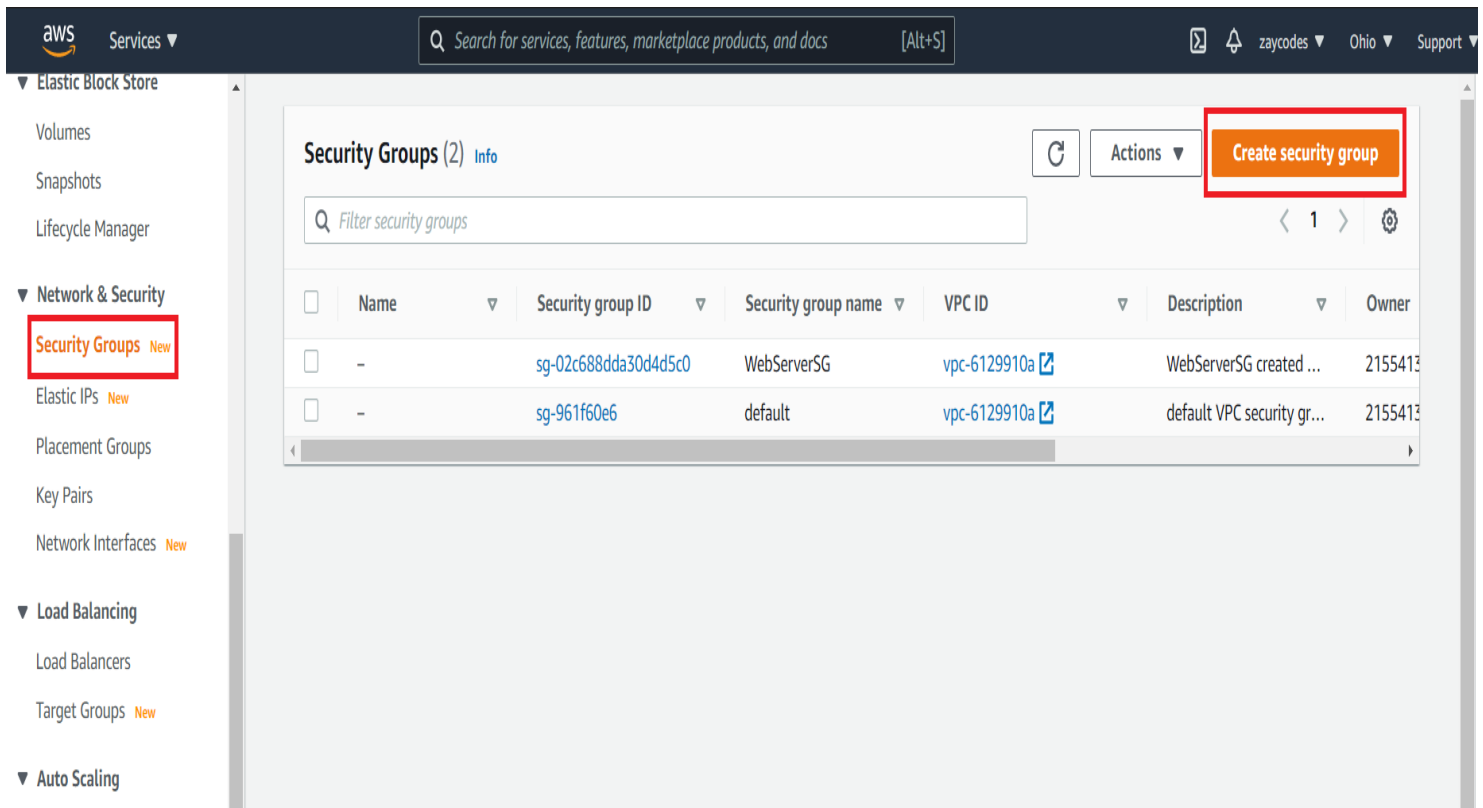 aws Services ▼ Search for services, features, marketplace products, and docs [Alt+S] zaycodes ▼ Ohio ▼ Support ▼
▼ Elastic Block Store
Volumes
Snapshots
Lifecycle Manager
▼ Network & Security
Security Groups New
Elastic IPs New
Placement Groups
Key Pairs
Network Interfaces New
▼ Load Balancing
Load Balancers
Target Groups New
▼ Auto Scaling
Security Groups (2) Info Actions ▼ Create security group
Filter security groups
1
Name Security group ID Security group name VPC ID Description Owner
– sg-02c688dda30d4d5c0 WebServerSG vpc-6129910a WebServerSG created ... 2155413
– sg-961f60e6 default vpc-6129910a default VPC security gr... 2155413